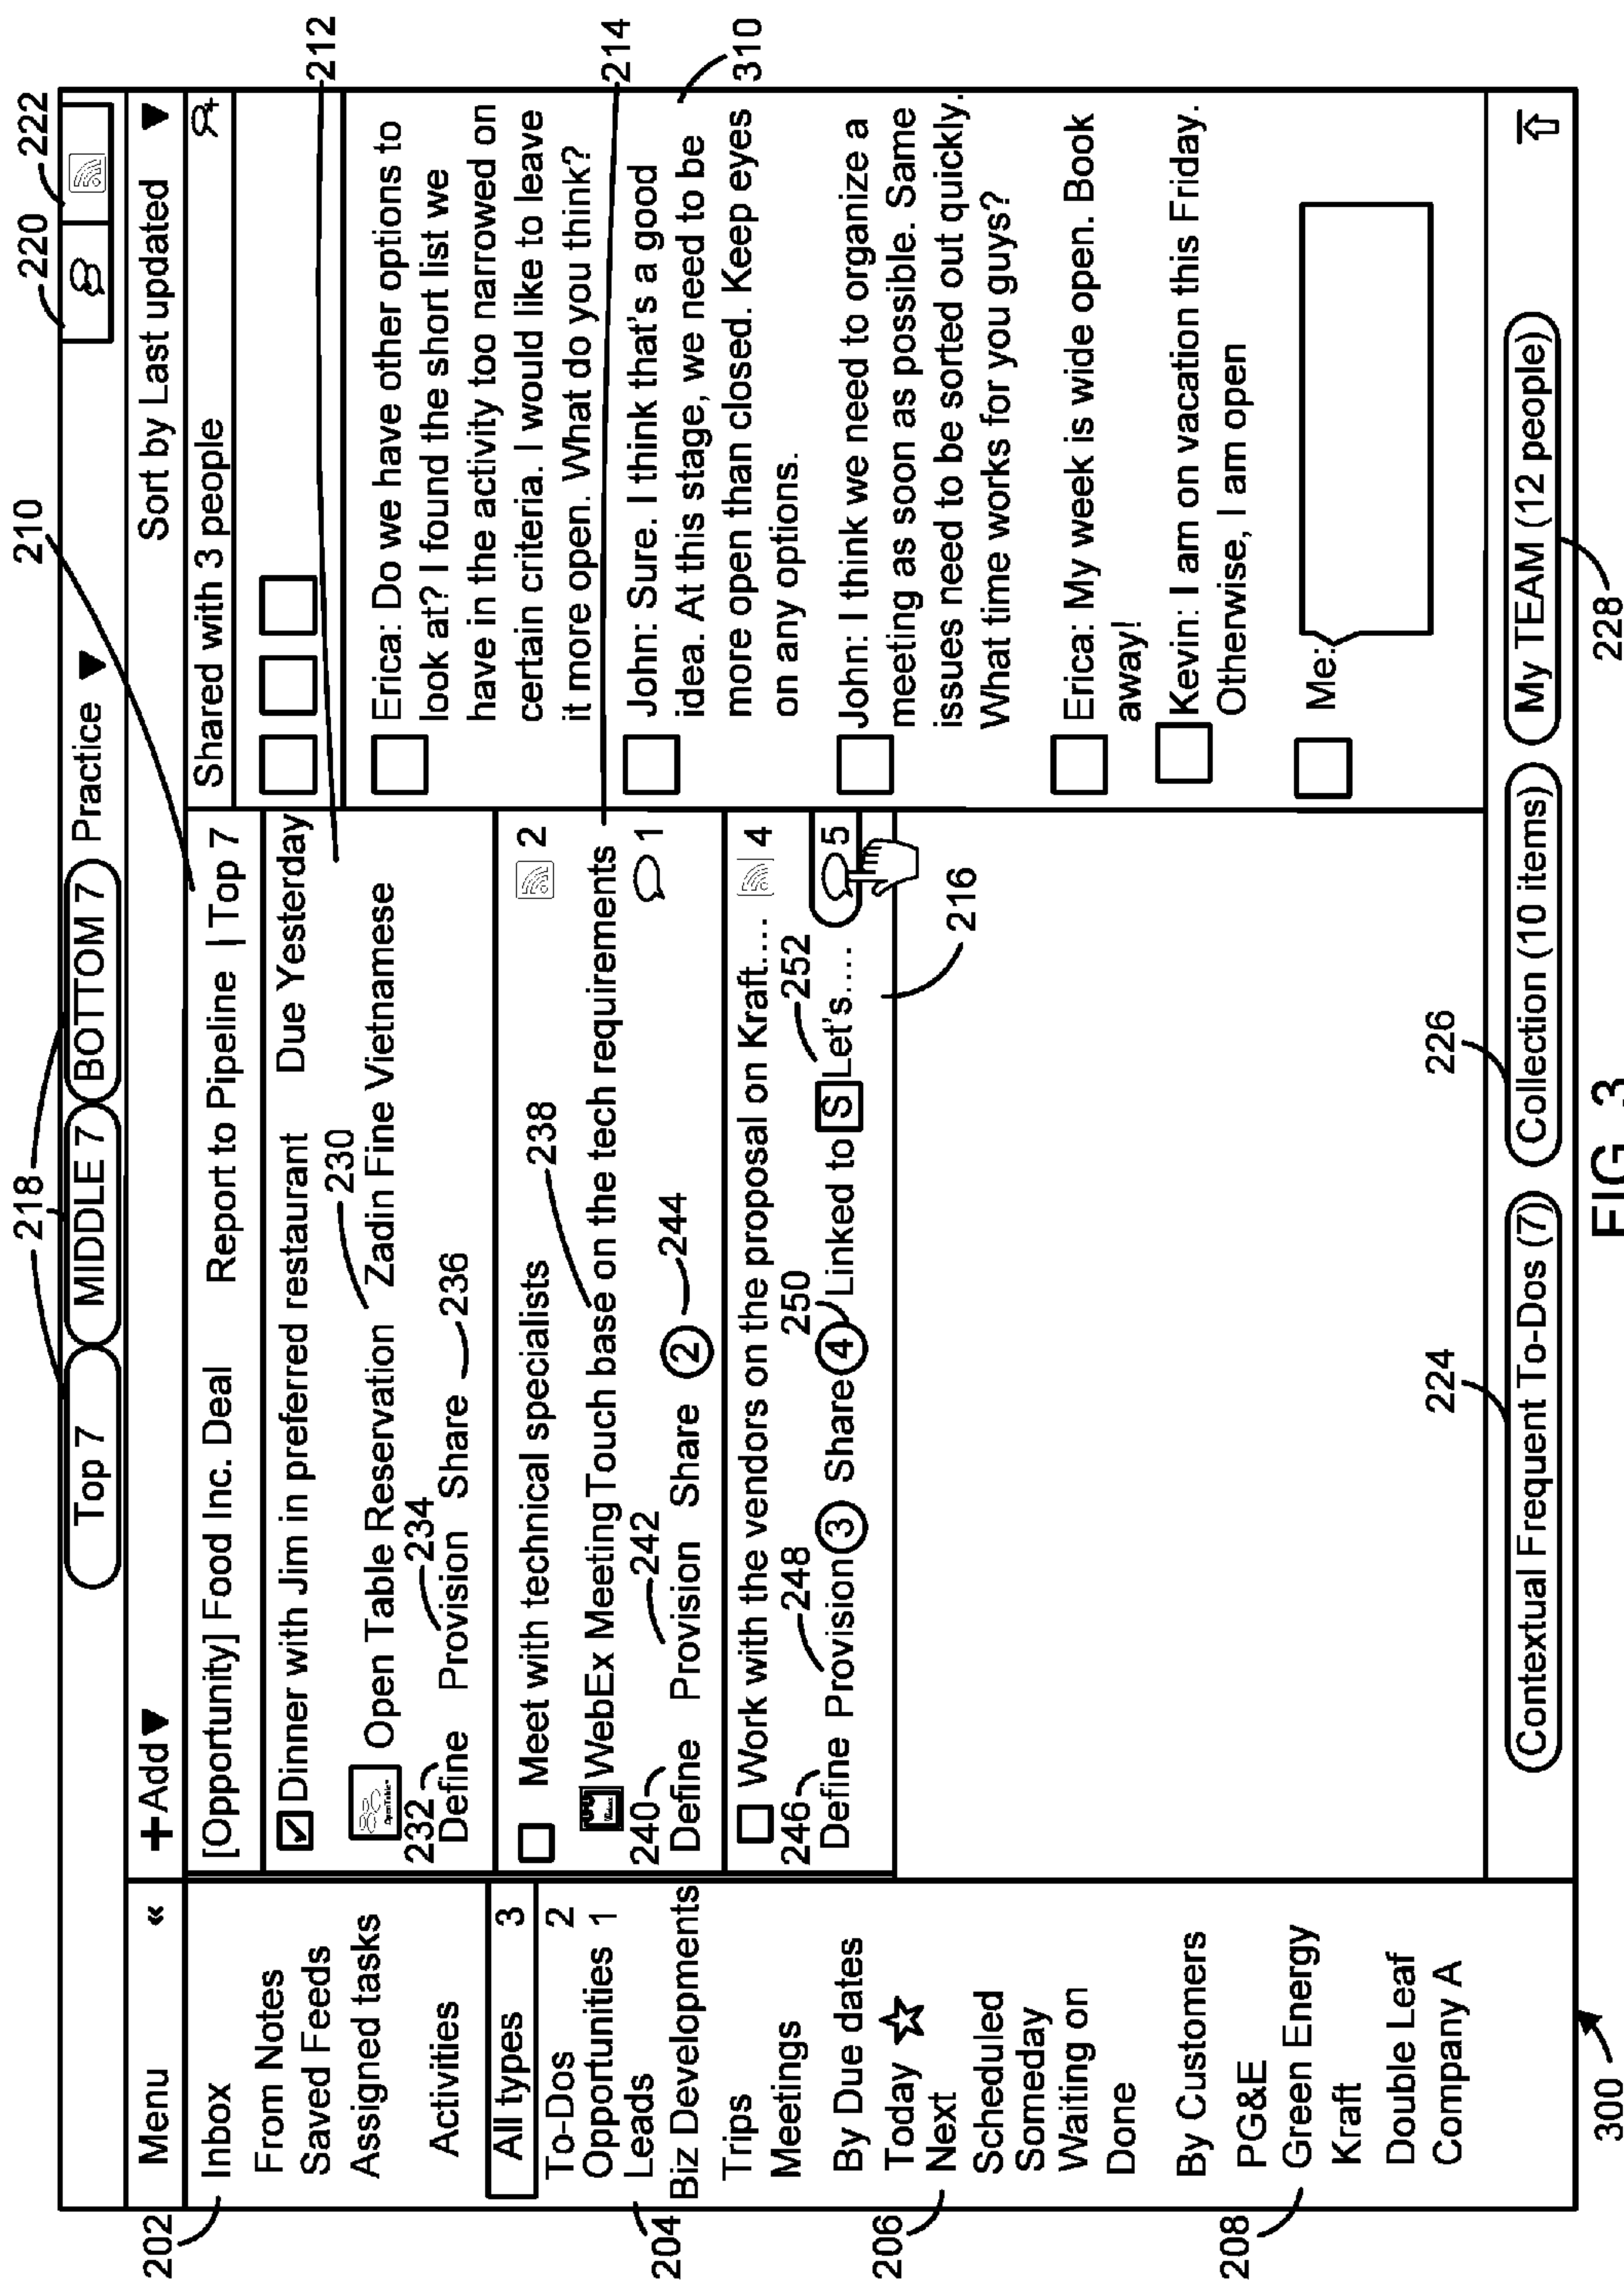 210
218
220
222
Top 7
MIDDLE 7
BOTTOM 7
Practice
Menu
«
+Add
Sort by Last updated
202
Inbox
From Notes
Saved Feeds
Assigned tasks
Activities
All types 3
To-Dos 2
Opportunities 1
Leads
Biz Developments
204
Trips
Meetings
By Due dates
Today
Next
206
Scheduled
Someday
Waiting on
Done
By Customers
PG&E
Green Energy
208
Kraft
Double Leaf
Company A
[Opportunity] Food Inc. Deal
Report to Pipeline | Top 7
Dinner with Jim in preferred restaurant
Due Yesterday
212
230
OpenTable
Open Table Reservation
Zadin Fine Vietnamese
232
234
236
Define
Provision
Share
Meet with technical specialists
2
238
WebEx Meeting
Touch base on the tech requirements
214
1
240
242
244
Define
Provision
Share
2
Work with the vendors on the proposal on Kraft....
4
246
248
250
252
Define
Provision
3
Share
4
Linked to
S
Let's.....
5
216
Shared with 3 people
Erica: Do we have other options to
look at? I found the short list we
have in the activity too narrowed on
certain criteria. I would like to leave
it more open. What do you think?
John: Sure. I think that's a good
idea. At this stage, we need to be
more open than closed. Keep eyes
on any options.
310
John: I think we need to organize a
meeting as soon as possible. Same
issues need to be sorted out quickly.
What time works for you guys?
Erica: My week is wide open. Book
away!
Kevin: I am on vacation this Friday.
Otherwise, I am open
Me:
224
226
Contextual Frequent To-Dos (7)
Collection (10 items)
My TEAM (12 people)
228
300
FIG. 3